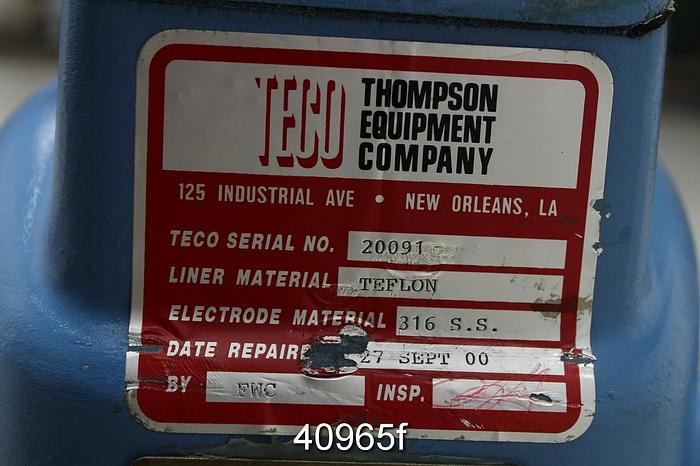 TECO THOMPSON
EQUIPMENT
COMPANY
125 INDUSTRIAL AVE • NEW ORLEANS, LA
TECO SERIAL NO. 20091
LINER MATERIAL TEFLON
ELECTRODE MATERIAL 316 S.S.
DATE REPAIRE 27 SEPT 00
BY FWC INSP.
40965f